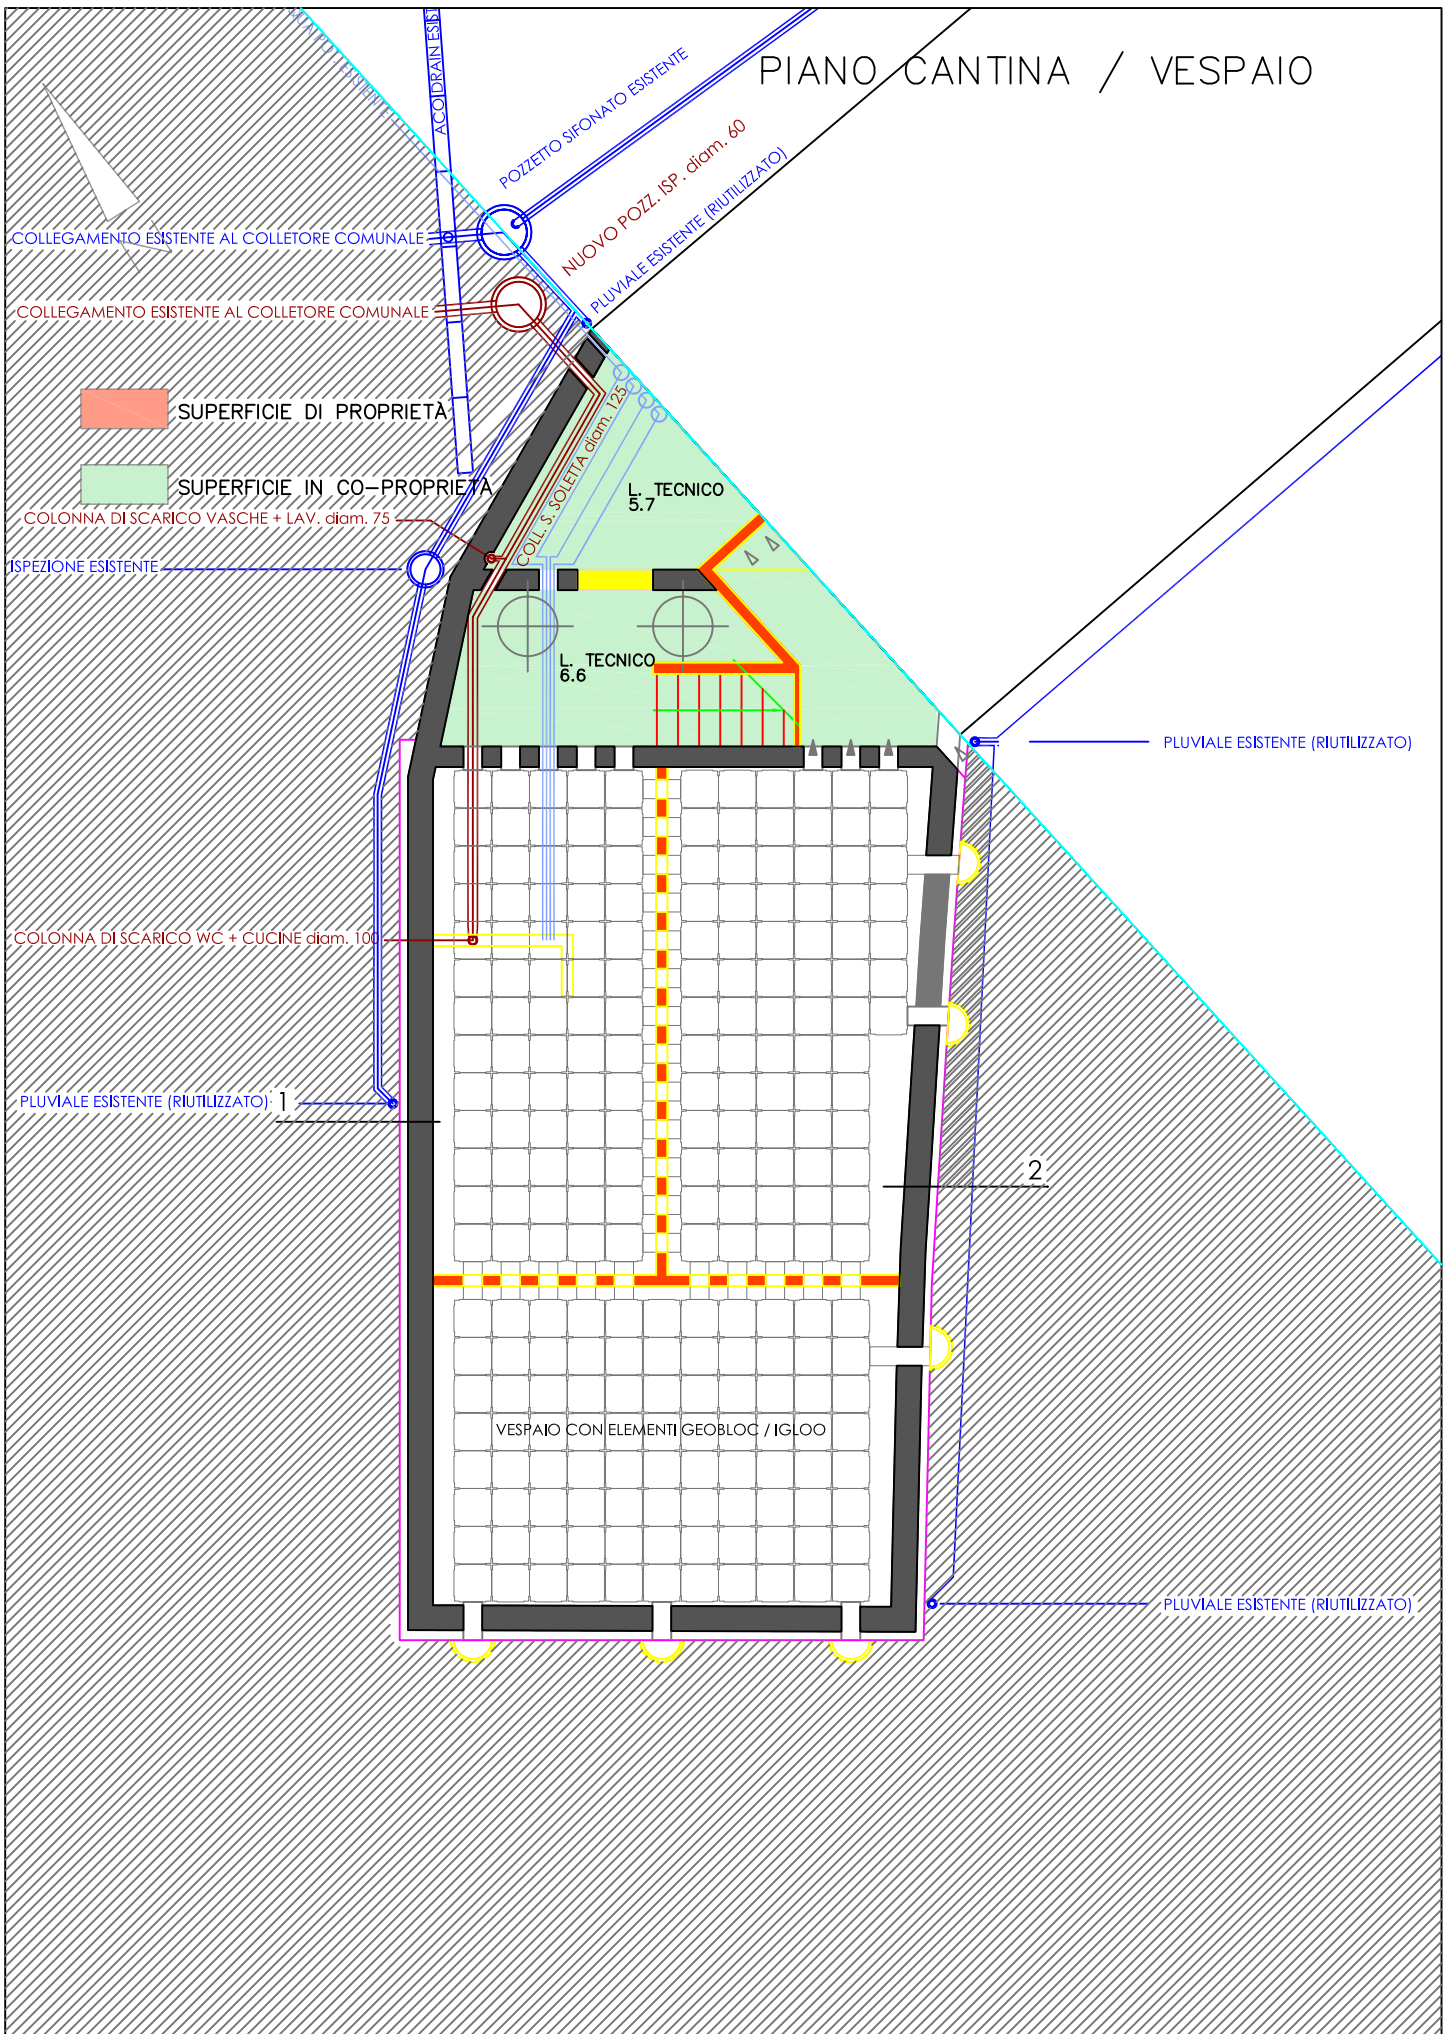 PIANO CANTINA / VESPAIO
ACO DRAIN ESIST
POZZETTO SIFONATO ESISTENTE
NUOVO POZZ. ISP. diam. 60
PLUVIALE ESISTENTE (RIUTILIZZATO)
COLLEGAMENTO ESISTENTE AL COLLETORE COMUNALE
COLLEGAMENTO ESISTENTE AL COLLETORE COMUNALE
SUPERFICIE DI PROPRIETÀ
SUPERFICIE IN CO-PROPRIETÀ
COLL. S. SOLETTA diam. 125
L. TECNICO
5.7
COLONNA DI SCARICO VASCHE + LAV. diam. 75
ISPEZIONE ESISTENTE
L. TECNICO
6.6
PLUVIALE ESISTENTE (RIUTILIZZATO)
COLONNA DI SCARICO WC + CUCINE diam. 100
PLUVIALE ESISTENTE (RIUTILIZZATO)
1
2
VESPAIO CON ELEMENTI GEOBLOC / IGLOO
PLUVIALE ESISTENTE (RIUTILIZZATO)